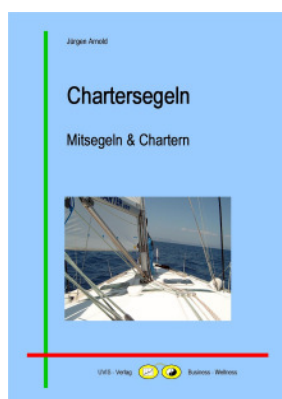 Jürgen Arnold
Chartersegeln
Mitsegeln & Chartern
UVIS - Verlag Business - Wellness